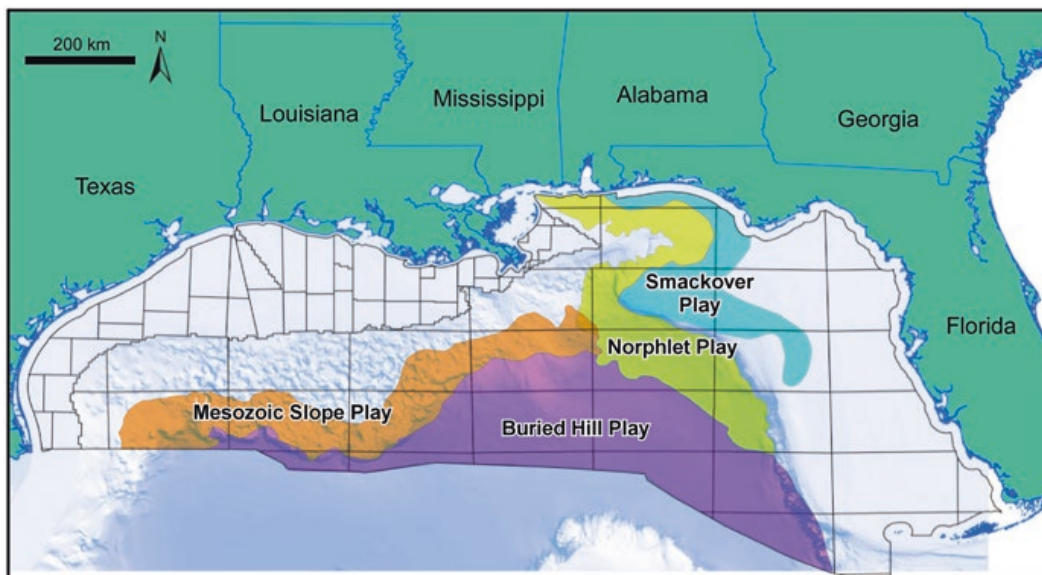 200 km
N
Texas
Louisiana
Mississippi
Alabama
Georgia
Florida
Smackover
Play
Norphlet Play
Mesozoic Slope Play
Buried Hill Play